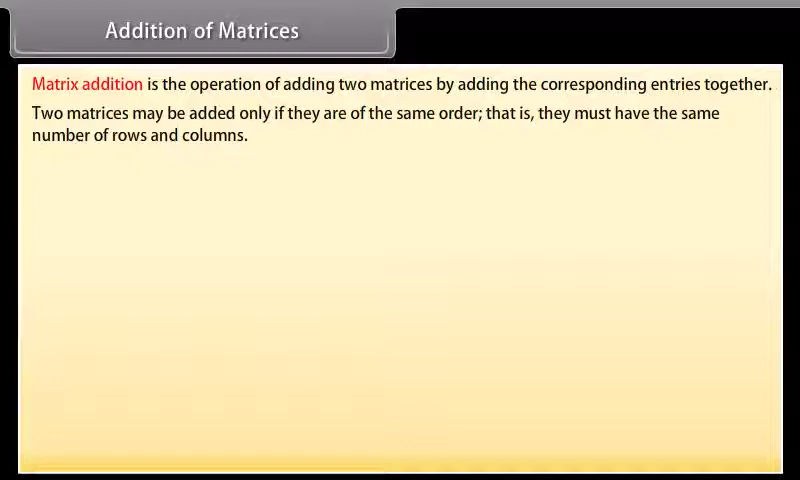 Addition of Matrices
Matrix addition is the operation of adding two matrices by adding the corresponding entries together.
Two matrices may be added only if they are of the same order; that is, they must have the same
number of rows and columns.